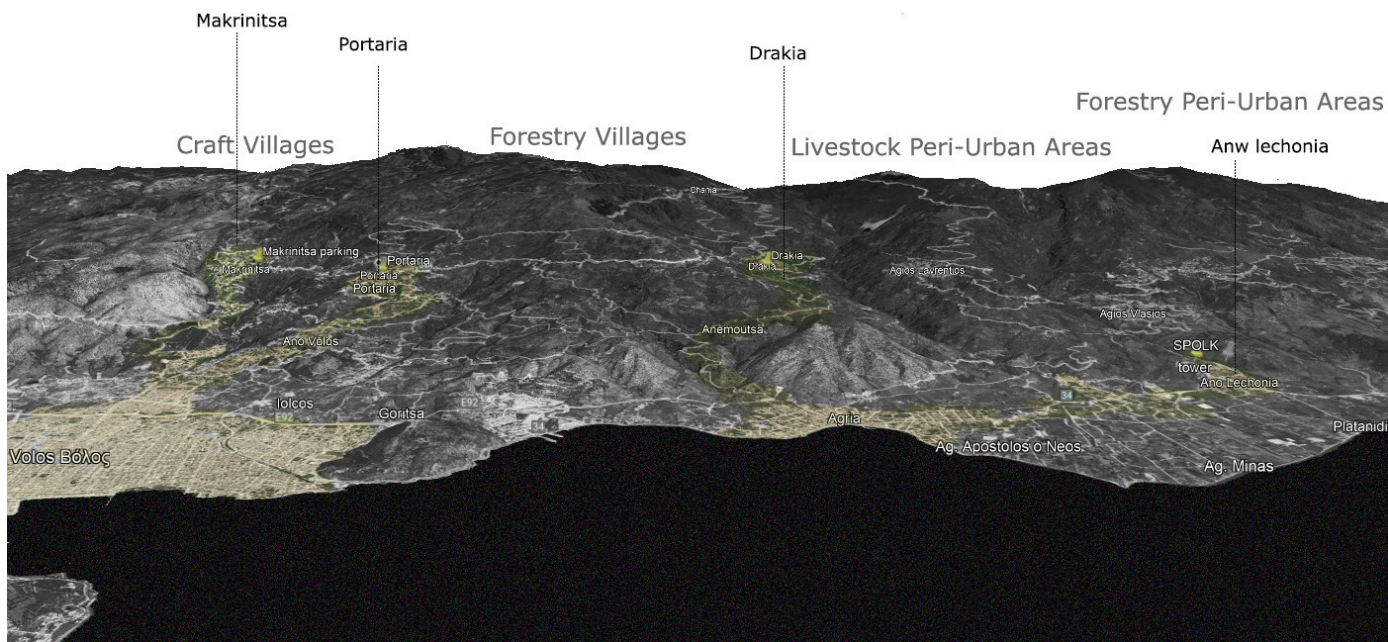 Makrinitsa
Portaria
Drakia
Forestry Peri-Urban Areas
Craft Villages
Forestry Villages
Livestock Peri-Urban Areas
Anw lechonia
Chania
Makrinitsa parking
Makrinitsa
Portaria
Portaria
Portaria
Drakia
Drakia
Agios Lavrentios
Agios Vlasios
Anemoutsa
Ano Volos
SPOLK
tower
Ano Lechonia
34
Iolcos
E92
Goritsa
E92
34
Agria
Platanidi
Volos Βόλος
Ag. Apostolos o Neos
Ag. Minas